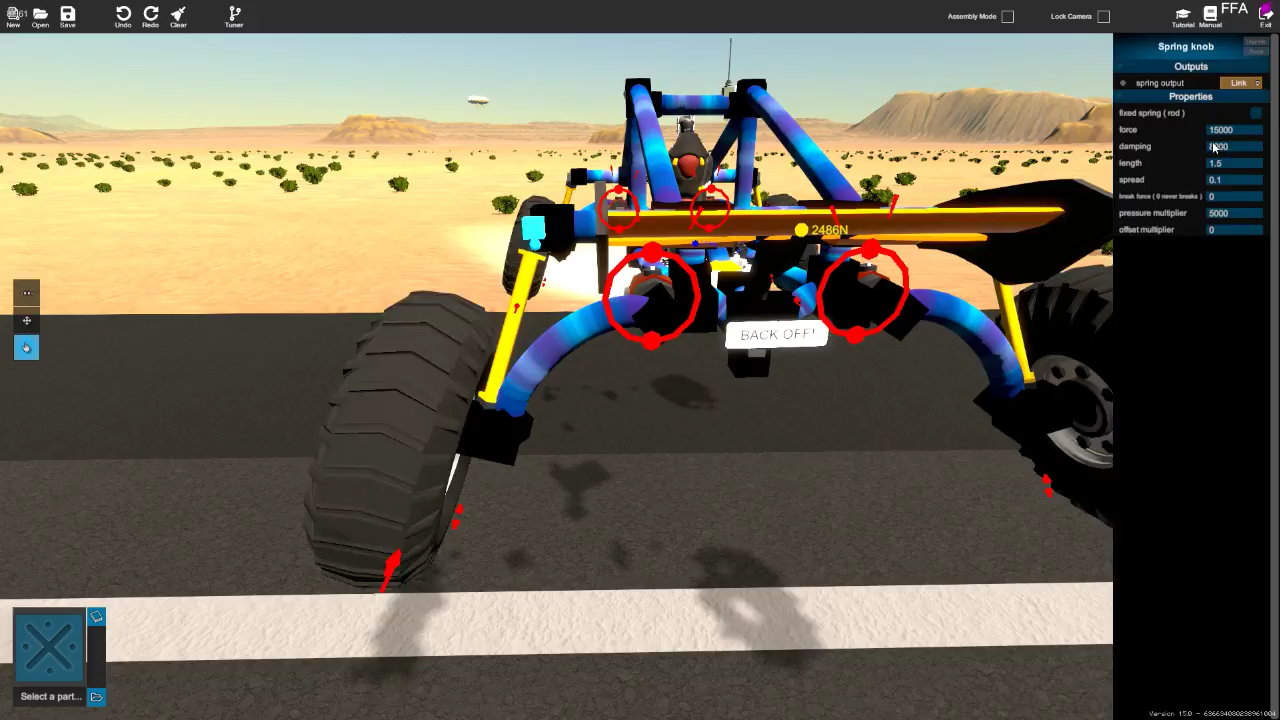 New Open Save Undo Redo Clear Tuner Assembly Mode Lock Camera Tutorial Manual FFA Exit
Spring knob
Outputs
spring output Link
Properties
fixed spring ( rod )
force 15000
damping
length 1.5
spread 0.1
break force ( 0 never breaks ) 0
pressure multiplier 5000
offset multiplier 0
2486N
BACK OFF!
Select a part...